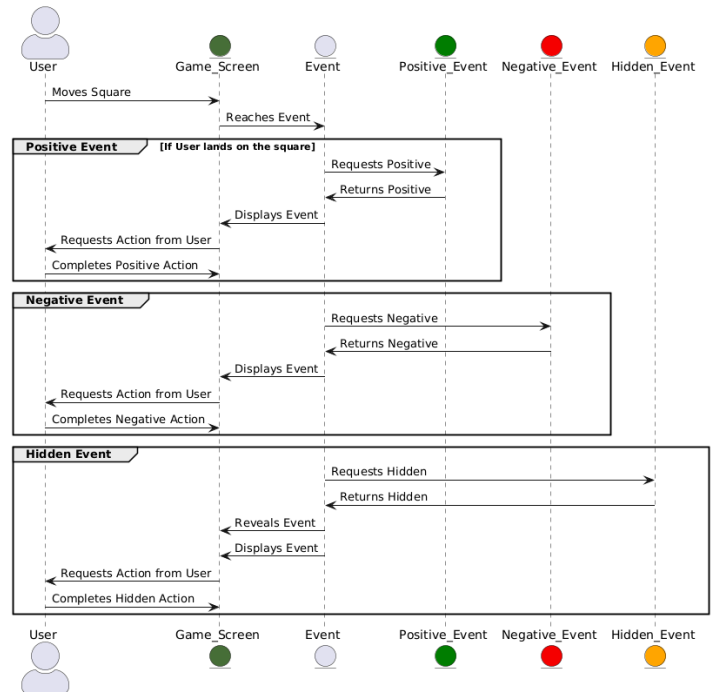 User Game_Screen Event Positive_Event Negative_Event Hidden_Event
Moves Square
Reaches Event
Positive Event [If User lands on the square]
Requests Positive
Returns Positive
Displays Event
Requests Action from User
Completes Positive Action
Negative Event
Requests Negative
Returns Negative
Displays Event
Requests Action from User
Completes Negative Action
Hidden Event
Requests Hidden
Returns Hidden
Reveals Event
Displays Event
Requests Action from User
Completes Hidden Action
User Game_Screen Event Positive_Event Negative_Event Hidden_Event